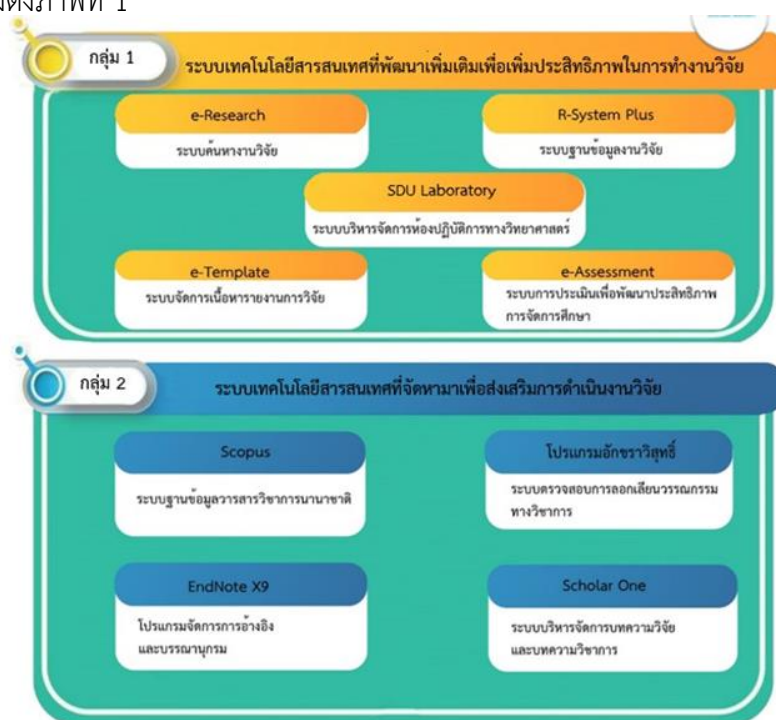 ดังภาพที่ 1
กลุ่ม 1
ระบบเทคโนโลยีสารสนเทศที่พัฒนาเพิ่มเติมเพื่อเพิ่มประสิทธิภาพในการทำงานวิจัย
e-Research
ระบบค้นหางานวิจัย
R-System Plus
ระบบฐานข้อมูลงานวิจัย
SDU Laboratory
ระบบบริหารจัดการห้องปฏิบัติการทางวิทยาศาสตร์
e-Template
ระบบจัดการเนื้อหารายงานการวิจัย
e-Assessment
ระบบการประเมินเพื่อพัฒนาประสิทธิภาพ
การจัดการศึกษา
กลุ่ม 2
ระบบเทคโนโลยีสารสนเทศที่จัดหามาเพื่อส่งเสริมการดำเนินงานวิจัย
Scopus
ระบบฐานข้อมูลวารสารวิชาการนานาชาติ
โปรแกรมอักขราวิสุทธิ์
ระบบตรวจสอบการลอกเลียนวรรณกรรม
ทางวิชาการ
EndNote X9
โปรแกรมจัดการการอ้างอิง
และบรรณานุกรม
Scholar One
ระบบบริหารจัดการบทความวิจัย
และบทความวิชาการ